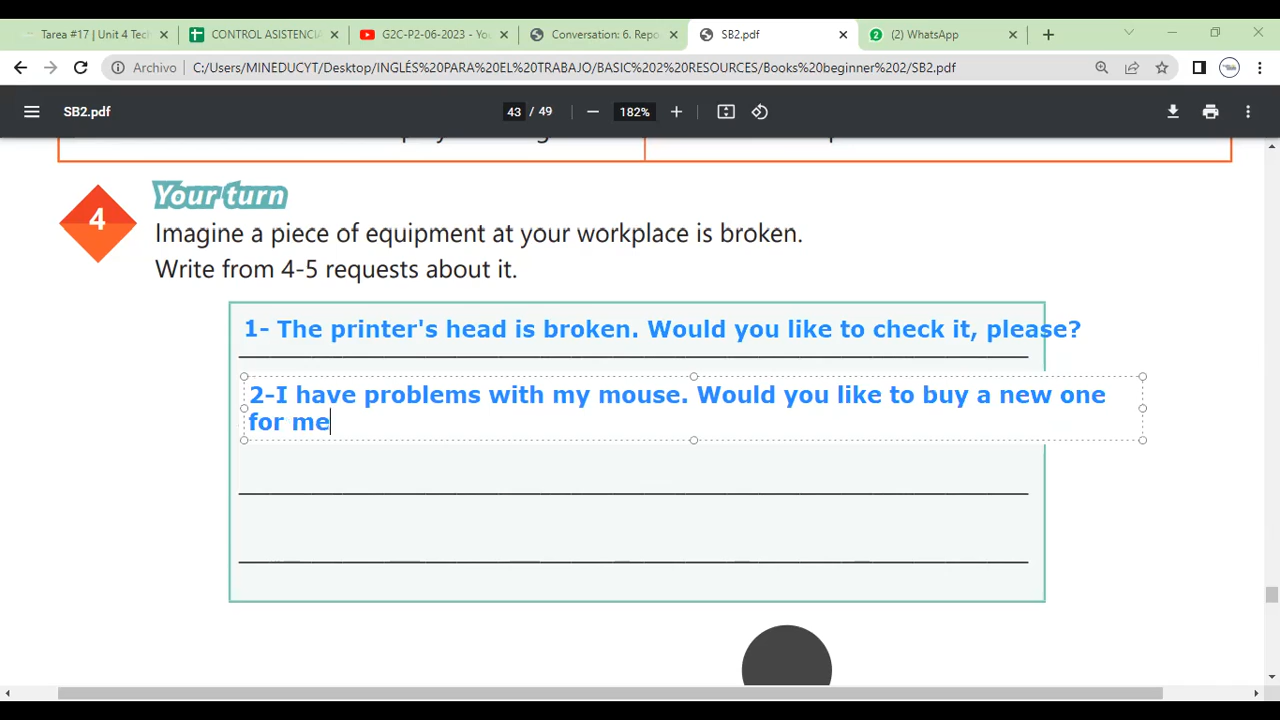 Tarea #17 | Unit 4 Tech
CONTROL ASISTENCIA
G2C-P2-06-2023 - You
Conversation: 6. Repo
SB2.pdf
(2) WhatsApp
Archivo
C:/Users/MINEDUCYT/Desktop/INGLÉS%20PARA%20EL%20TRABAJO/BASIC%202%20RESOURCES/Books%20beginner%202/SB2.pdf
SB2.pdf
43 / 49
182%
4
Your turn
Imagine a piece of equipment at your workplace is broken.
Write from 4-5 requests about it.
1- The printer's head is broken. Would you like to check it, please?
2-I have problems with my mouse. Would you like to buy a new one
for me